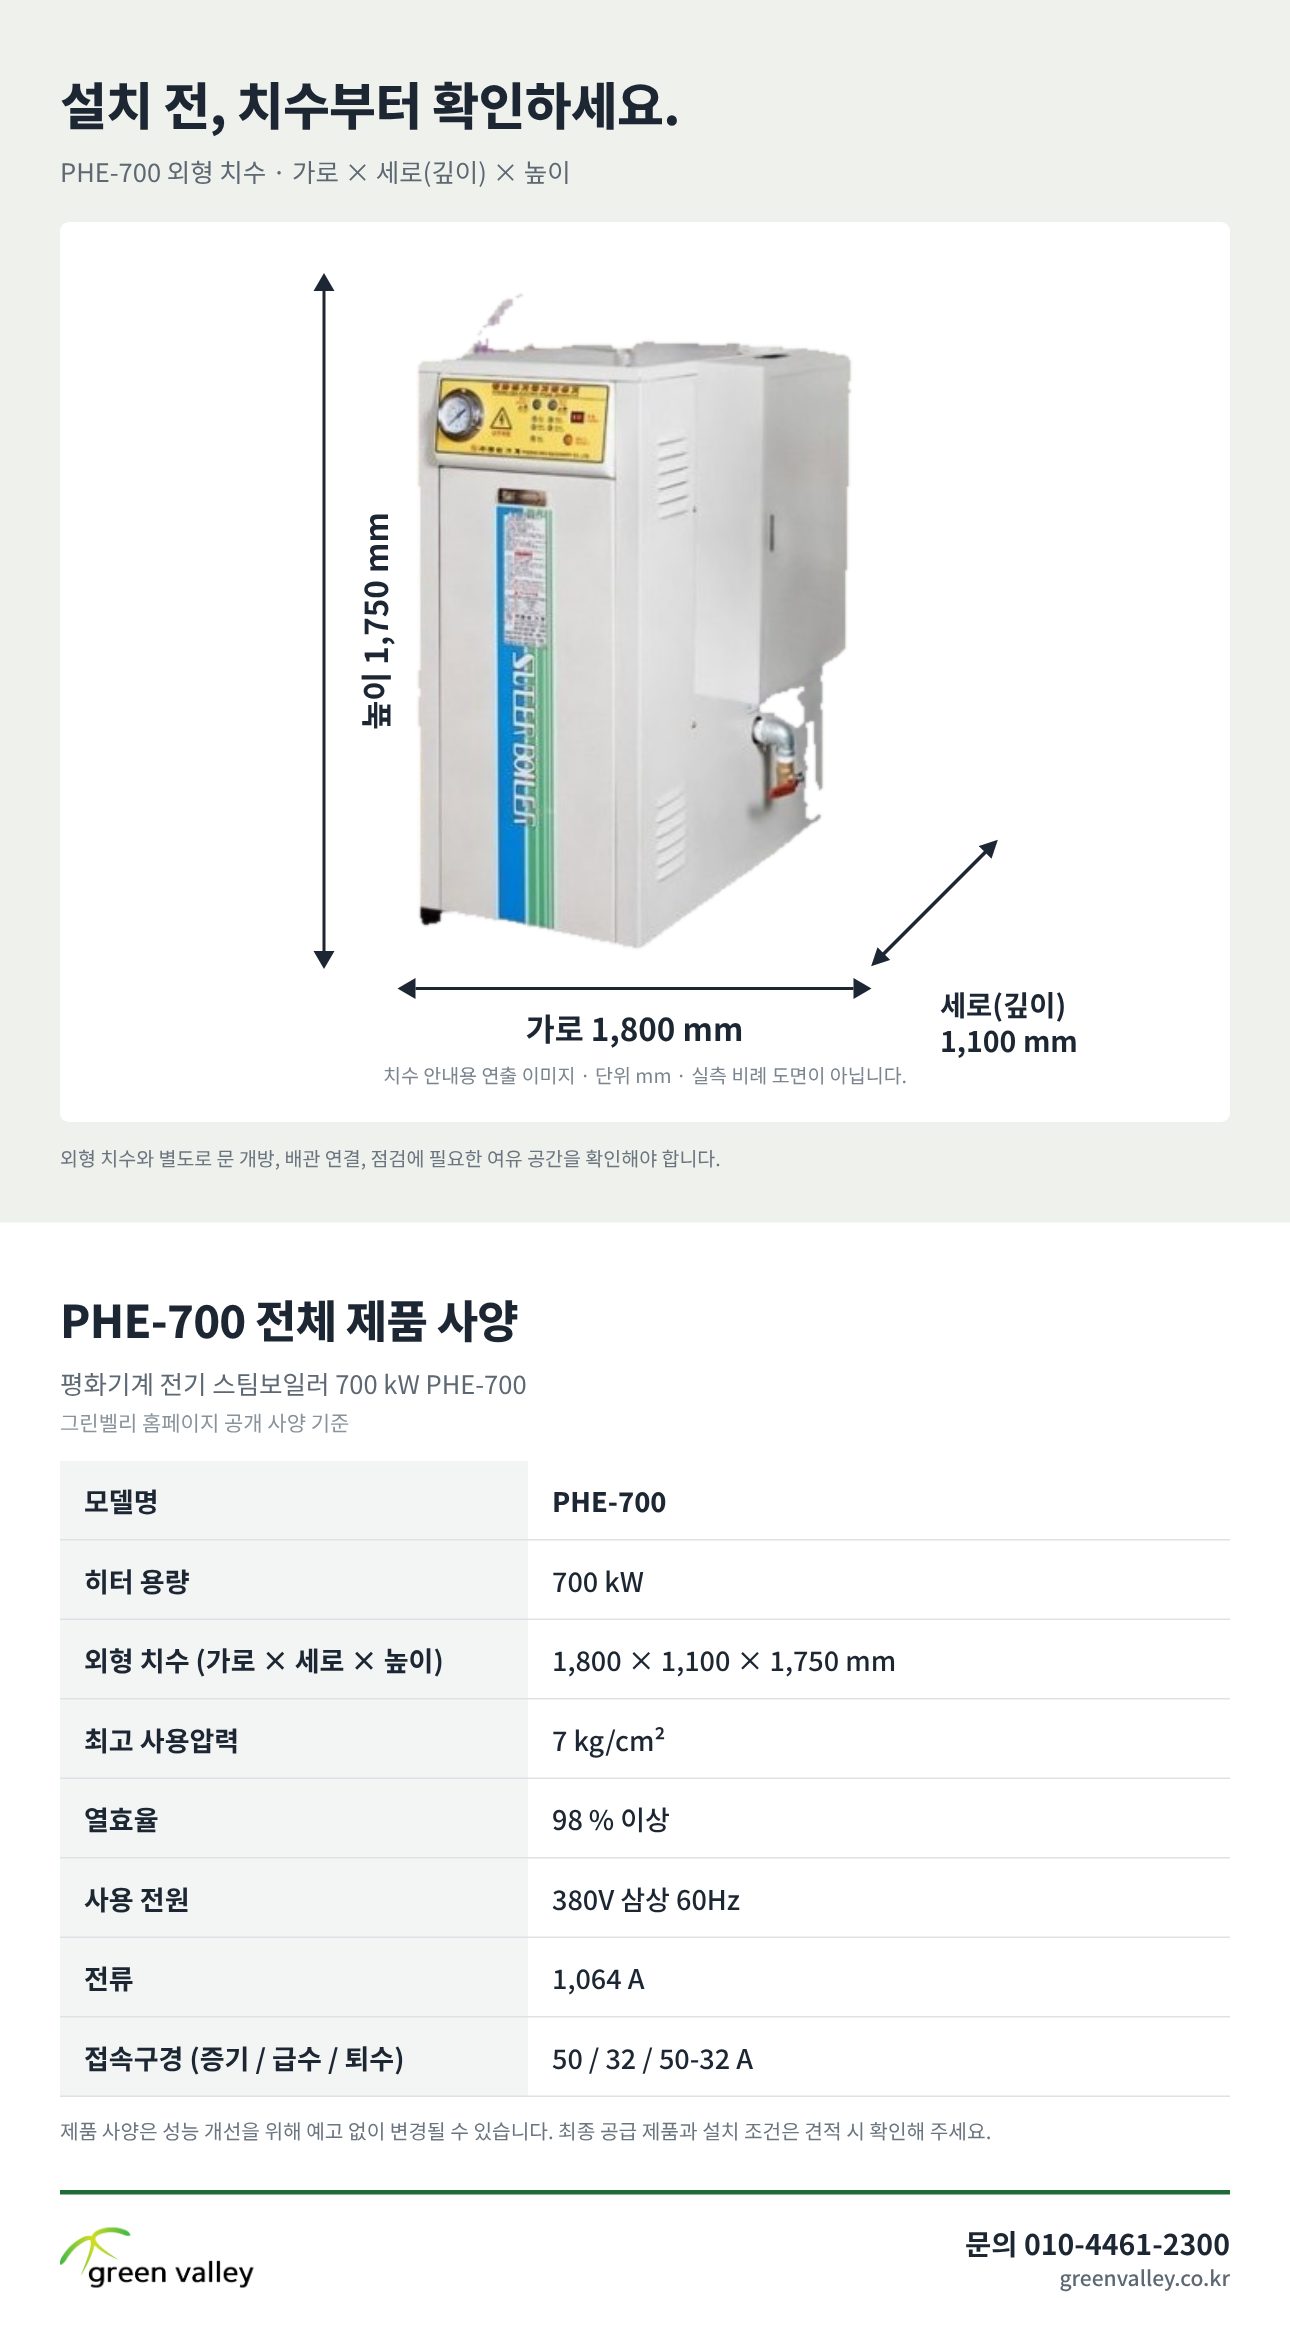 설치 전, 치수부터 확인하세요.
PHE-700 외형 치수 · 가로 × 세로(깊이) × 높이
높이 1,750 mm
STEEM BOILER
가로 1,800 mm
세로(깊이)
1,100 mm
치수 안내용 연출 이미지 · 단위 mm · 실측 비례 도면이 아닙니다.
외형 치수와 별도로 문 개방, 배관 연결, 점검에 필요한 여유 공간을 확인해야 합니다.
PHE-700 전체 제품 사양
평화기계 전기 스팀보일러 700 kW PHE-700
그린벨리 홈페이지 공개 사양 기준
모델명 PHE-700
히터 용량 700 kW
외형 치수 (가로 × 세로 × 높이) 1,800 × 1,100 × 1,750 mm
최고 사용압력 7 kg/cm²
열효율 98 % 이상
사용 전원 380V 삼상 60Hz
전류 1,064 A
접속구경 (증기 / 급수 / 퇴수) 50 / 32 / 50-32 A
제품 사양은 성능 개선을 위해 예고 없이 변경될 수 있습니다. 최종 공급 제품과 설치 조건은 견적 시 확인해 주세요.
green valley
문의 010-4461-2300
greenvalley.co.kr